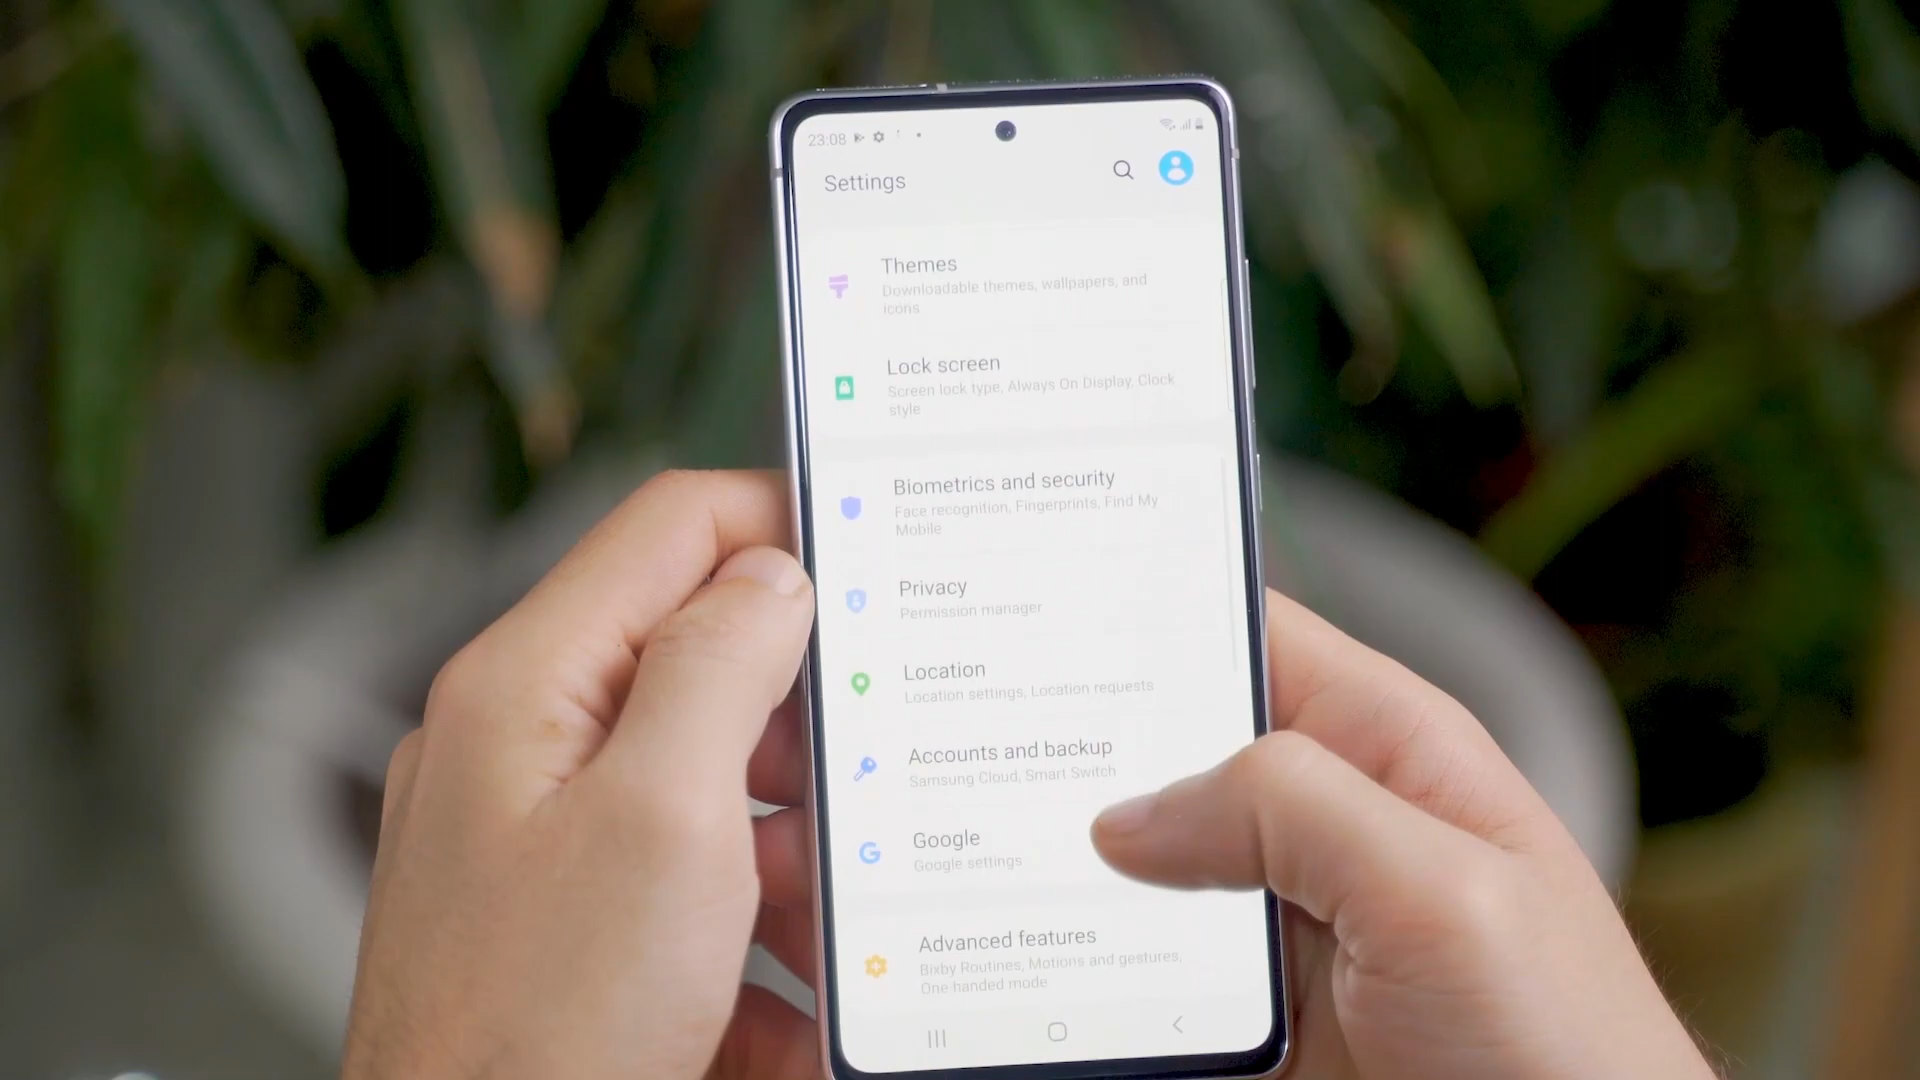 23:08
Settings
Themes
Downloadable themes, wallpapers, and
icons
Lock screen
Screen lock type, Always On Display, Clock
style
Biometrics and security
Face recognition, Fingerprints, Find My
Mobile
Privacy
Permission manager
Location
Location settings, Location requests
Accounts and backup
Samsung Cloud, Smart Switch
Google
Google settings
Advanced features
Bixby Routines, Motions and gestures,
One handed mode